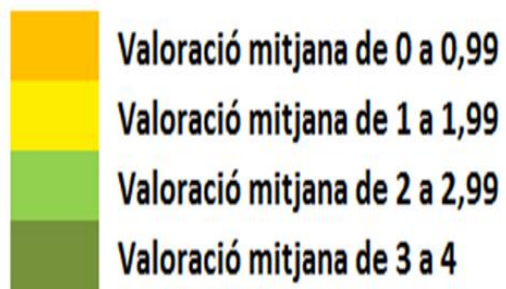 Valoració mitjana de 0 a 0,99
Valoració mitjana de 1 a 1,99
Valoració mitjana de 2 a 2,99
Valoració mitjana de 3 a 4